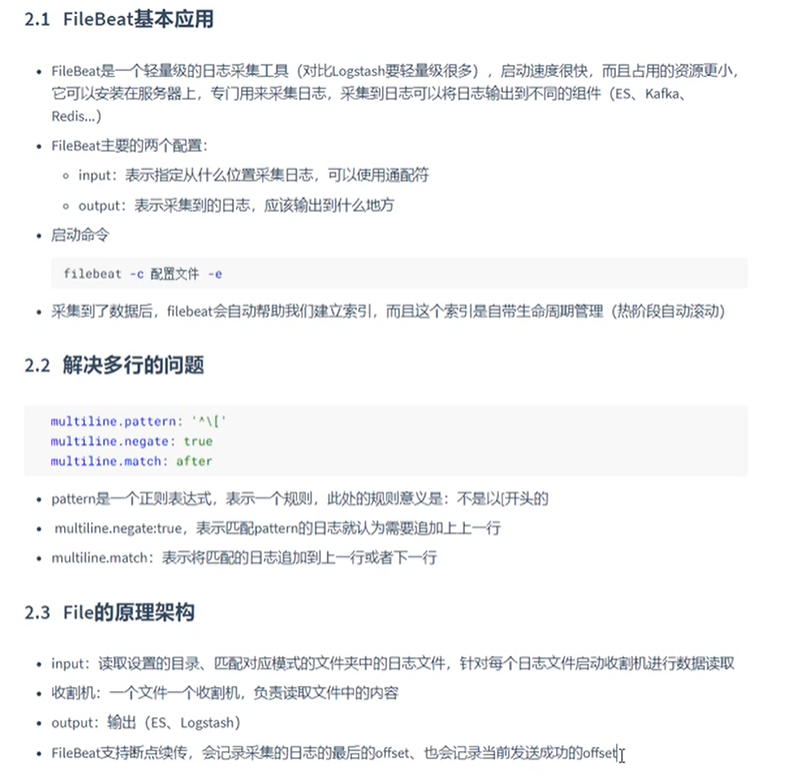 2.1 FileBeat基本应用
FileBeat是一个轻量级的日志采集工具（对比Logstash要轻量级很多），启动速度很快，而且占用的资源更小，
它可以安装在服务器上，专门用来采集日志，采集到日志可以将日志输出到不同的组件（ES、Kafka、
Redis...）
FileBeat主要的两个配置：
input：表示指定从什么位置采集日志，可以使用通配符
output：表示采集到的日志，应该输出到什么地方
启动命令
filebeat -c 配置文件 -e
采集到了数据后，filebeat会自动帮助我们建立索引，而且这个索引是自带生命周期管理（热阶段自动滚动）
2.2 解决多行的问题
multiline.pattern: '^\['
multiline.negate: true
multiline.match: after
pattern是一个正则表达式，表示一个规则，此处的规则意义是：不是以[开头的
multiline.negate:true，表示匹配pattern的日志就认为需要追加上上一行
multiline.match：表示将匹配的日志追加到上一行或者下一行
2.3 File的原理架构
input：读取设置的目录、匹配对应模式的文件夹中的日志文件，针对每个日志文件启动收割机进行数据读取
收割机：一个文件一个收割机，负责读取文件中的内容
output：输出（ES、Logstash）
FileBeat支持断点续传，会记录采集的日志的最后的offset、也会记录当前发送成功的offset